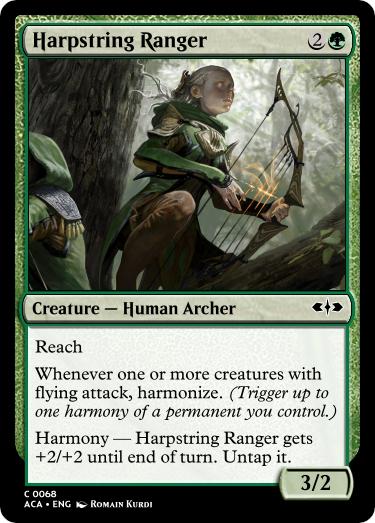 Harpstring Ranger 2
Creature — Human Archer
Reach
Whenever one or more creatures with
flying attack, harmonize. (Trigger up to
one harmony of a permanent you control.)
Harmony — Harpstring Ranger gets
+2/+2 until end of turn. Untap it.
3/2
C 0068
ACA • ENG Romain Kurdi